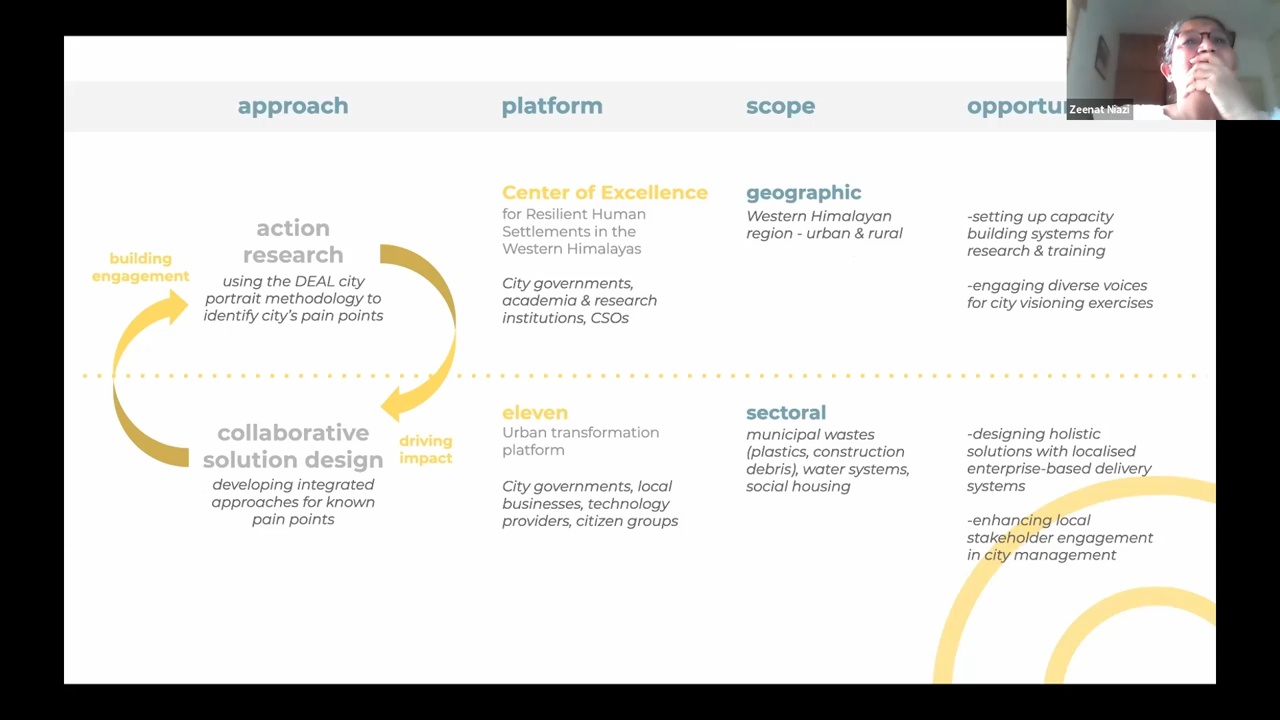 approach
platform
scope
Zeenat Niazi
building
engagement
action
research
using the DEAL city
portrait methodology to
identify city's pain points
Center of Excellence
for Resilient Human
Settlements in the
Western Himalayas
City governments,
academia & research
institutions, CSOs
geographic
Western Himalayan
region - urban & rural
-setting up capacity
building systems for
research & training
-engaging diverse voices
for city visioning exercises
collaborative
solution design
developing integrated
approaches for known
pain points
driving
impact
eleven
Urban transformation
platform
City governments, local
businesses, technology
providers, citizen groups
sectoral
municipal wastes
(plastics, construction
debris), water systems,
social housing
-designing holistic
solutions with localised
enterprise-based delivery
systems
-enhancing local
stakeholder engagement
in city management